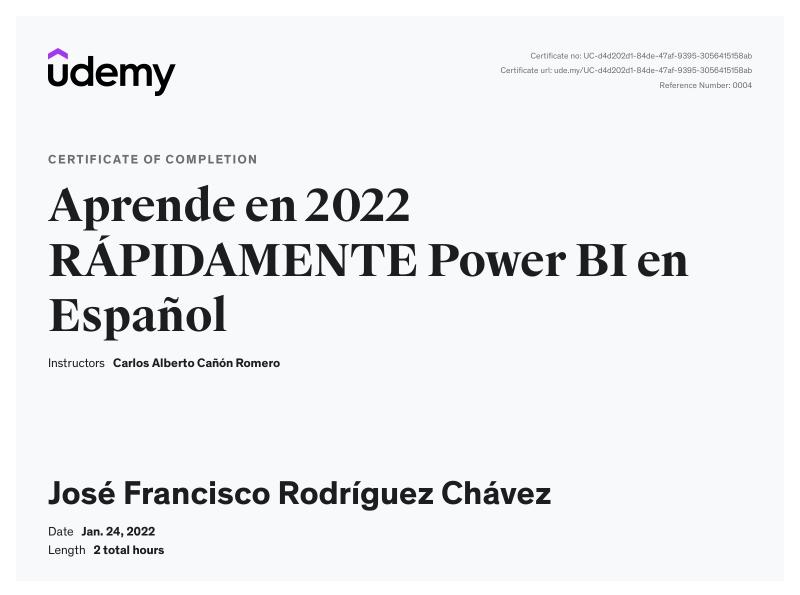 udemy
Certificate no: UC-d4d202d1-84de-47af-9395-3056415158ab
Certificate url: ude.my/UC-d4d202d1-84de-47af-9395-3056415158ab
Reference Number: 0004
CERTIFICATE OF COMPLETION
Aprende en 2022
RÁPIDAMENTE Power BI en
Español
Instructors Carlos Alberto Cañón Romero
José Francisco Rodríguez Chávez
Date Jan. 24, 2022
Length 2 total hours